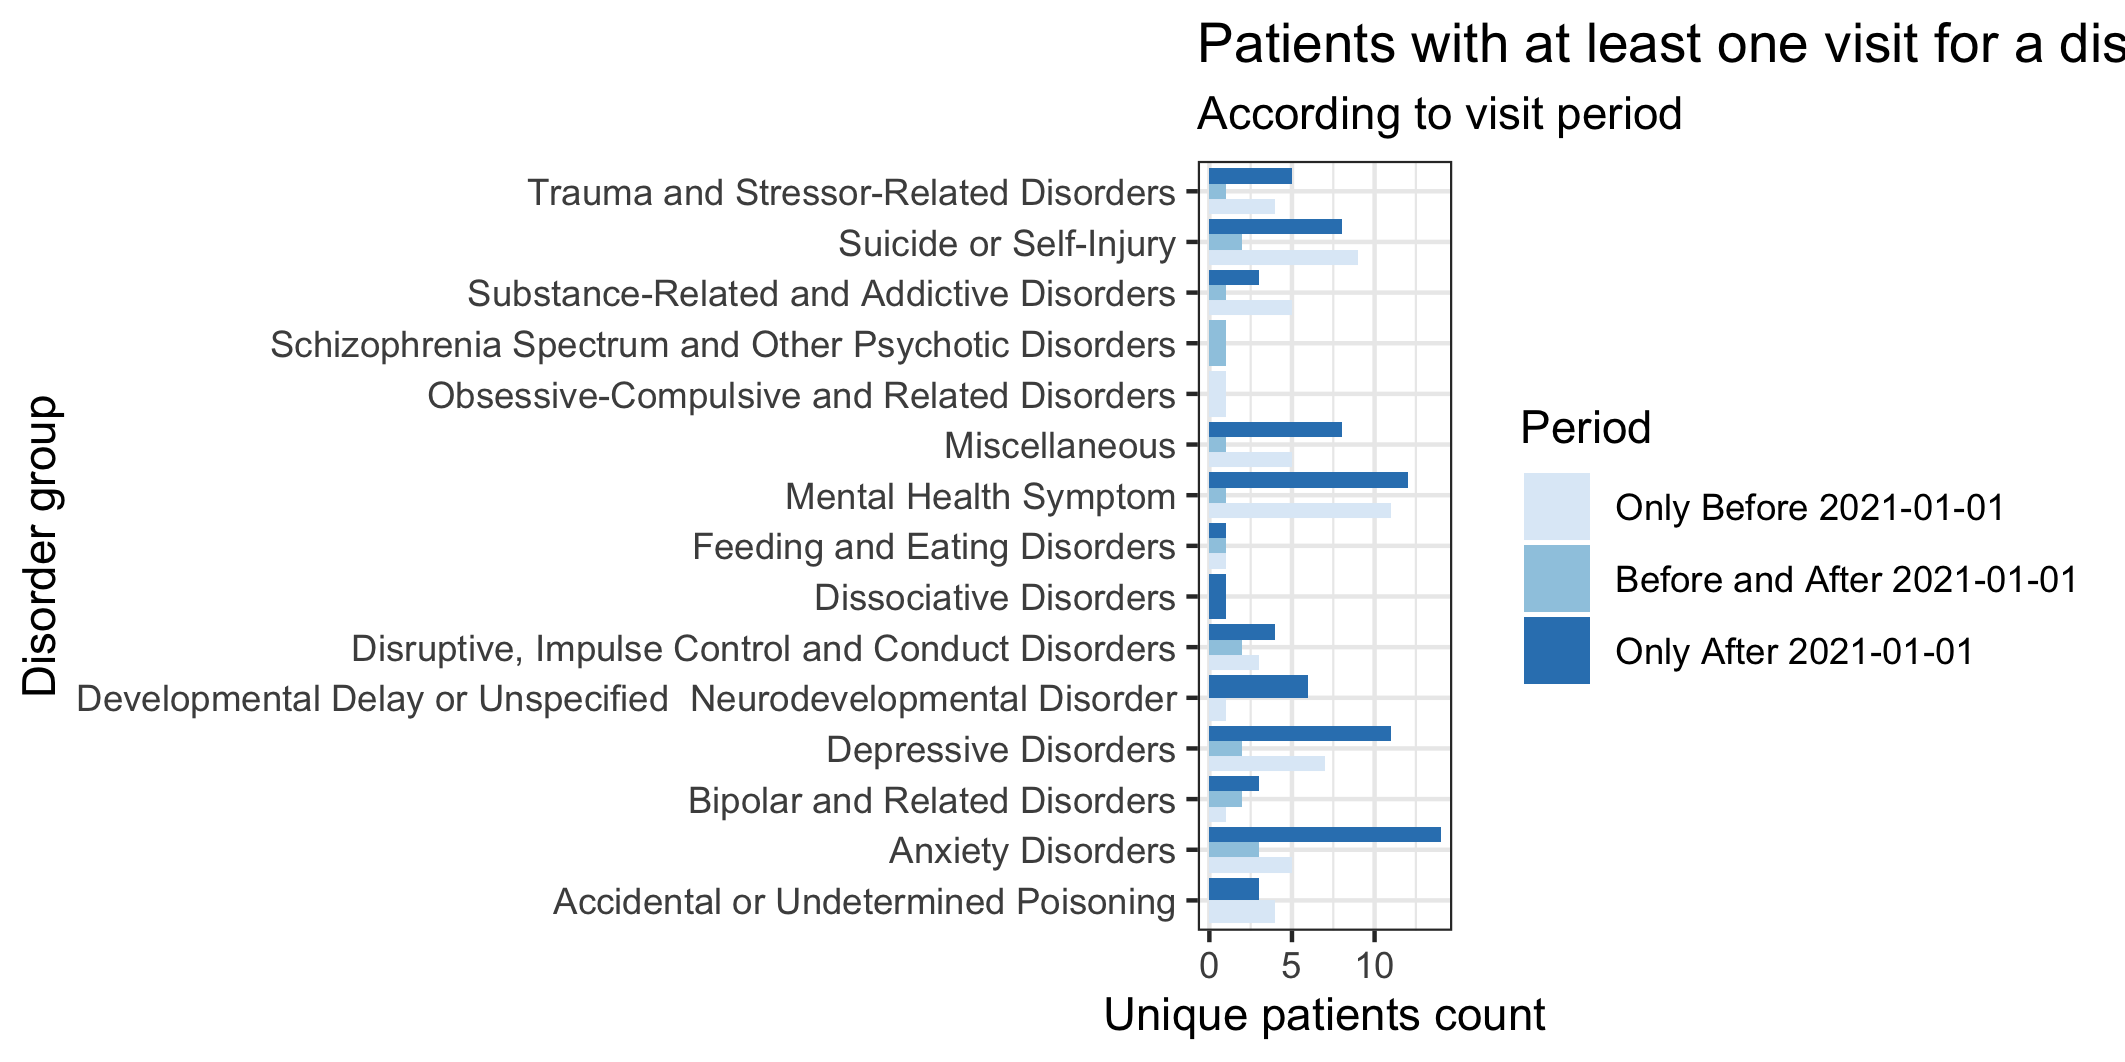 Patients with at least one visit for a dis
According to visit period
Disorder group
Trauma and Stressor-Related Disorders
Suicide or Self-Injury
Substance-Related and Addictive Disorders
Schizophrenia Spectrum and Other Psychotic Disorders
Obsessive-Compulsive and Related Disorders
Miscellaneous
Mental Health Symptom
Feeding and Eating Disorders
Dissociative Disorders
Disruptive, Impulse Control and Conduct Disorders
Developmental Delay or Unspecified  Neurodevelopmental Disorder
Depressive Disorders
Bipolar and Related Disorders
Anxiety Disorders
Accidental or Undetermined Poisoning
0 5 10
Unique patients count
Period
Only Before 2021-01-01
Before and After 2021-01-01
Only After 2021-01-01